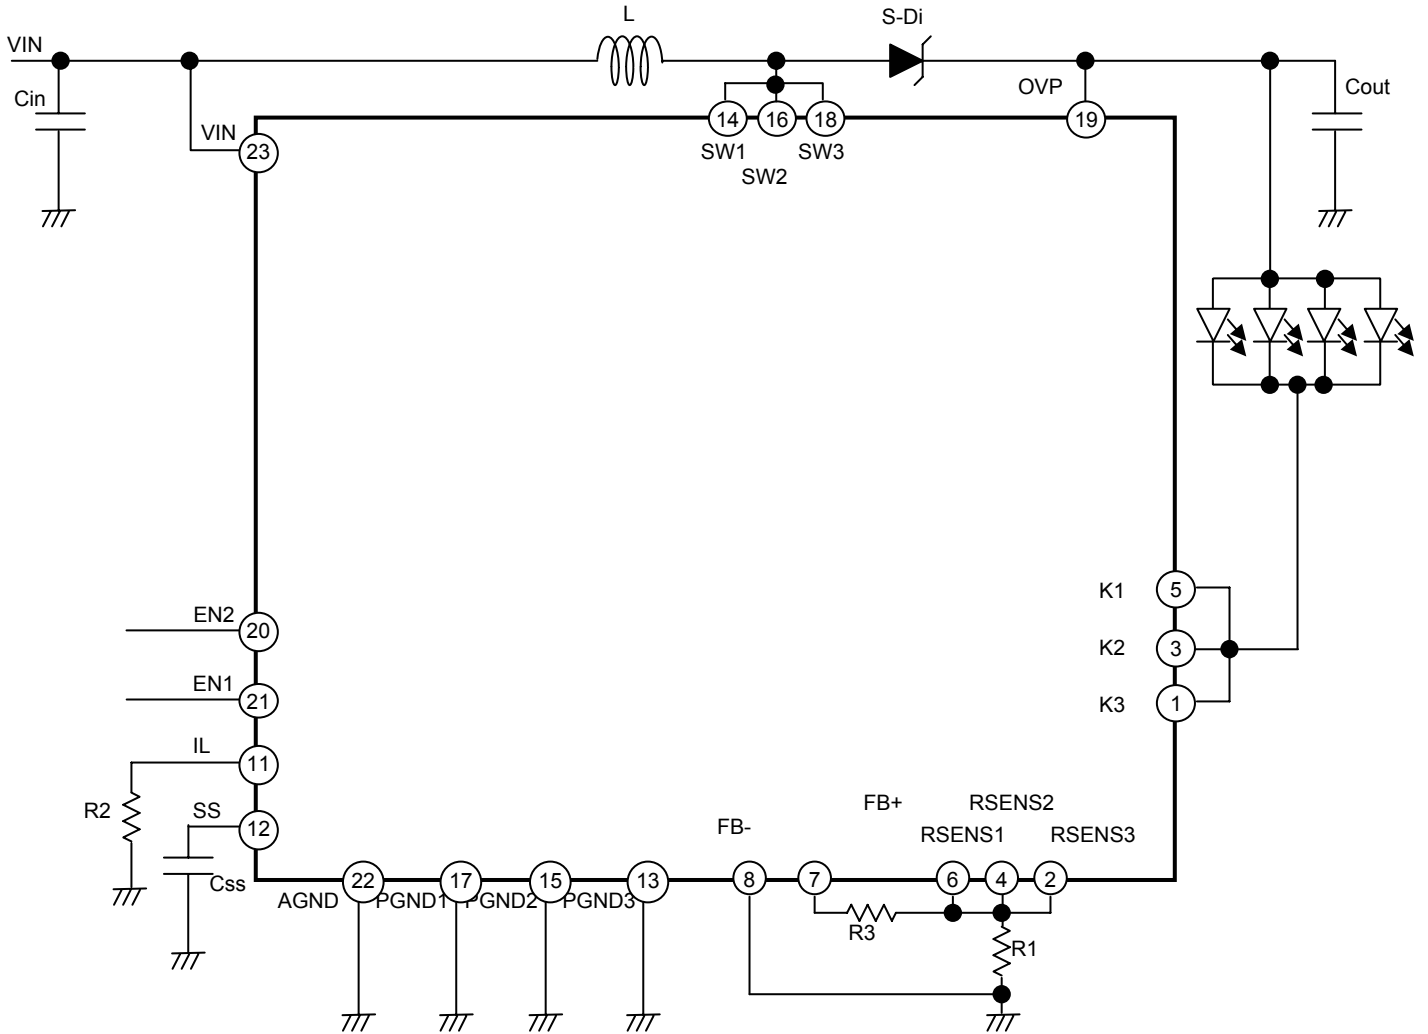 L
S-Di
VIN
Cin
OVP
Cout
VIN
14
16
18
19
23
SW1
SW3
SW2
K1
5
EN2
20
K2
3
EN1
21
K3
1
IL
11
R2
SS
12
FB+
RSENS2
FB-
RSENS1
RSENS3
Css
22
17
15
13
8
7
6
4
2
AGND
PGND1
PGND2
PGND3
R3
R1